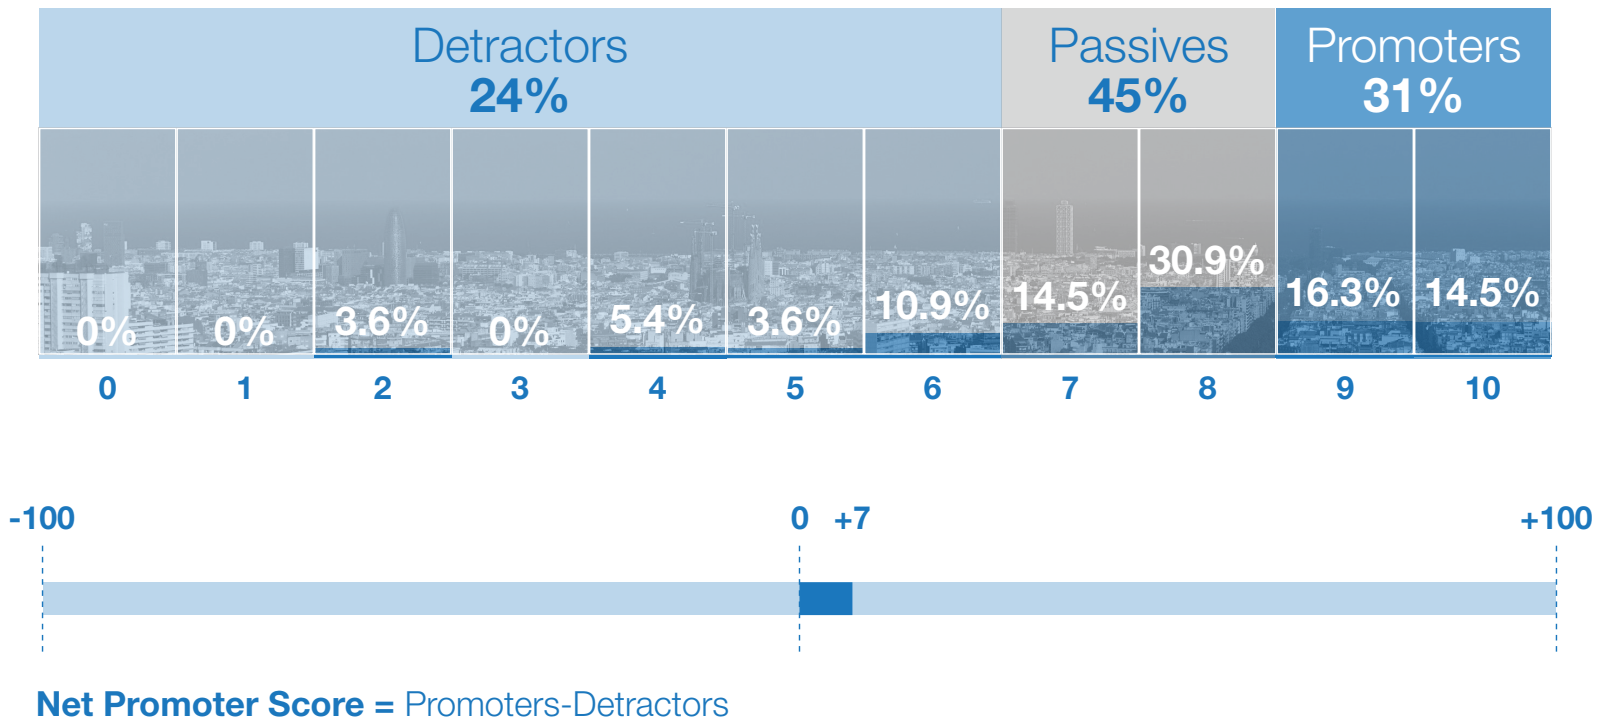 Detractors Passives Promoters
24% 45% 31%
0% 0% 3.6% 0% 5.4% 3.6% 10.9% 14.5% 30.9% 16.3% 14.5%
0 1 2 3 4 5 6 7 8 9 10
-100 0 +7 +100
Net Promoter Score = Promoters-Detractors